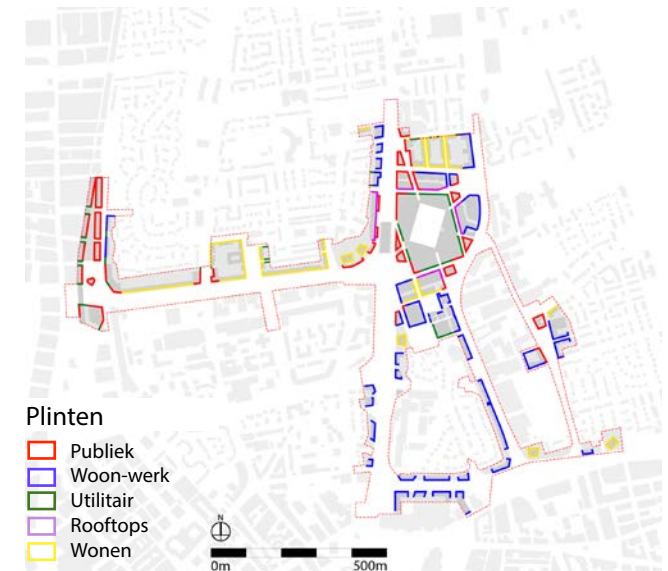 Plinten
Publiek
Woon-werk
Utilitair
Rooftops
Wonen
N
0m 500m